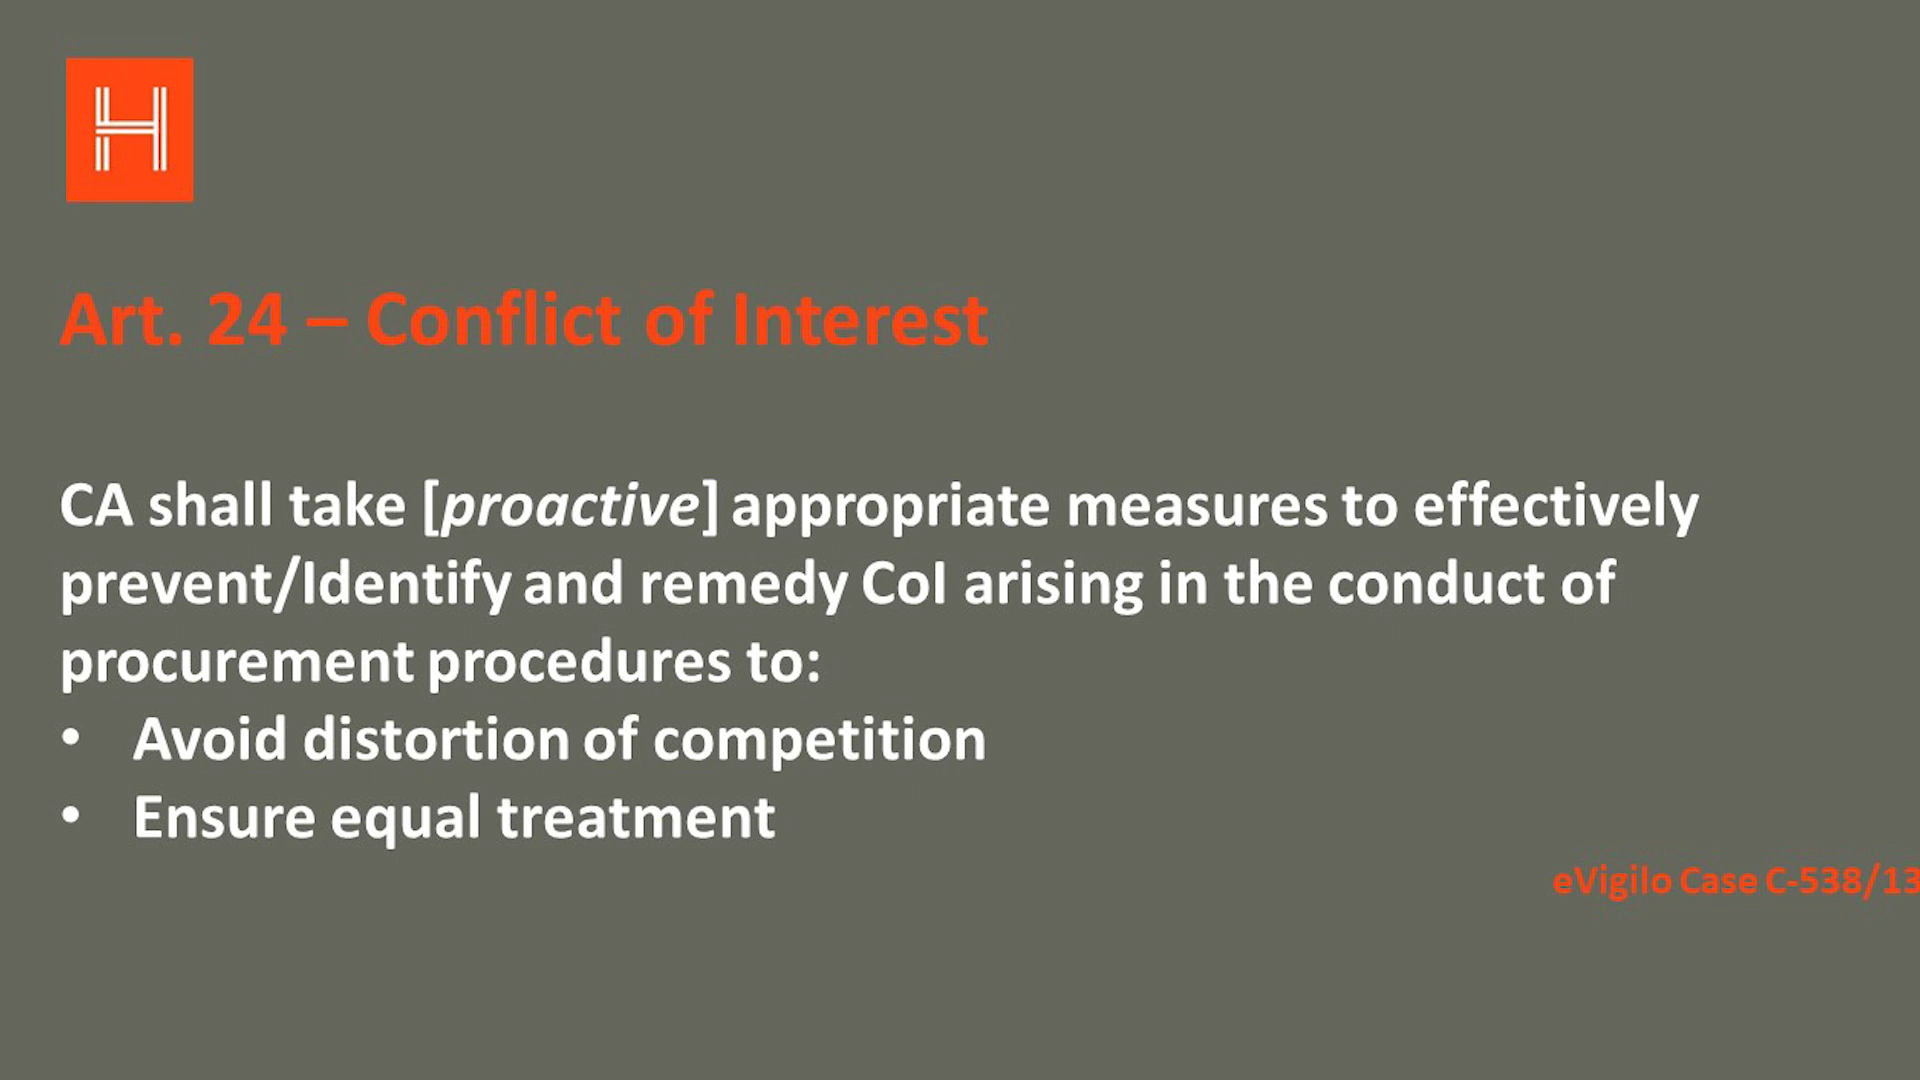 H
Art. 24 – Conflict of Interest
CA shall take [proactive] appropriate measures to effectively
prevent/Identify and remedy CoI arising in the conduct of
procurement procedures to:
• Avoid distortion of competition
• Ensure equal treatment
eVigilo Case C-538/13